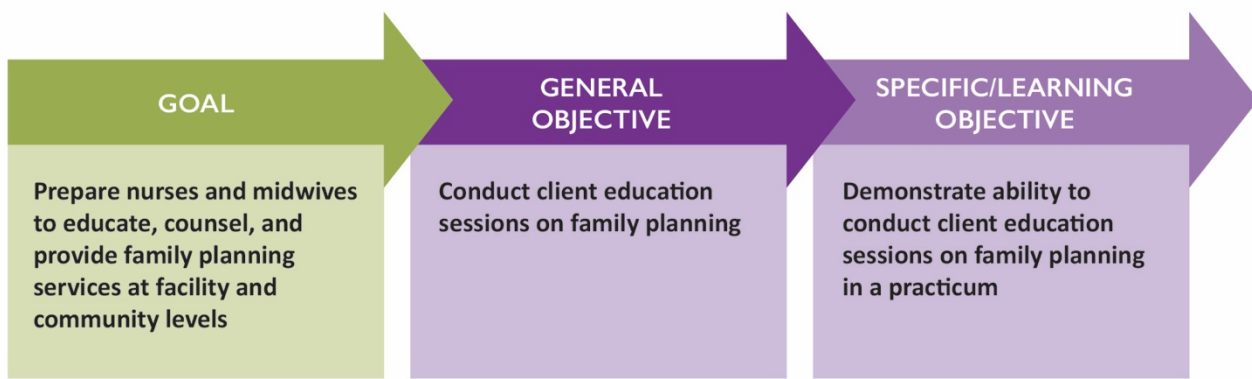 GOAL
Prepare nurses and midwives
to educate, counsel, and
provide family planning
services at facility and
community levels
GENERAL
OBJECTIVE
Conduct client education
sessions on family planning
SPECIFIC/LEARNING
OBJECTIVE
Demonstrate ability to
conduct client education
sessions on family planning
in a practicum